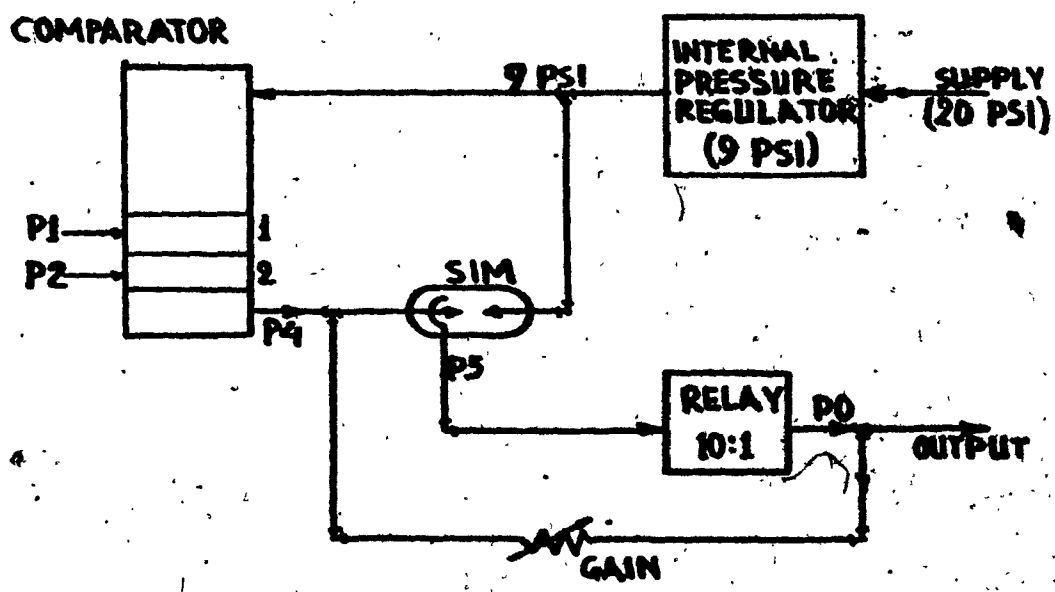 COMPARATOR
INTERNAL
PRESSURE
REGULATOR
(9 PSI)
9 PSI
SUPPLY
(20 PSI)
P1
1
P2
2
SIM
P4
P5
RELAY
10:1
PO
OUTPUT
GAIN